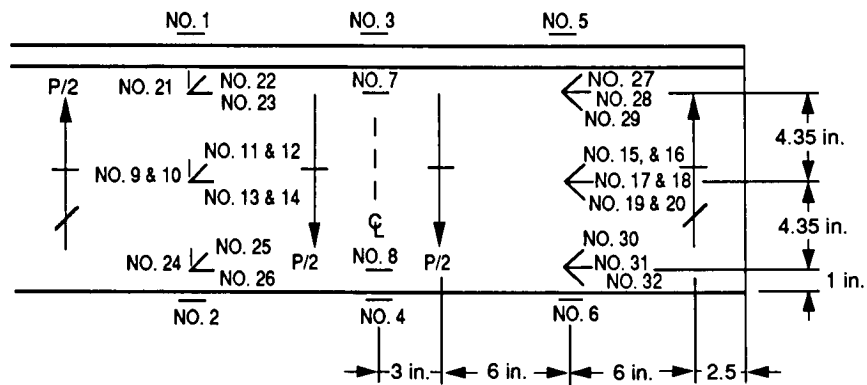 NO. 1 NO. 3 NO. 5
P/2 NO. 21 NO. 22 NO. 7 NO. 27
NO. 23 NO. 28
NO. 29
4.35 in.
NO. 11 & 12 NO. 15, & 16
NO. 9 & 10 NO. 17 & 18
NO. 13 & 14 NO. 19 & 20
CL
4.35 in.
NO. 25 NO. 30
NO. 24 P/2 NO. 8 P/2 NO. 31
NO. 26 NO. 32
1 in.
NO. 2 NO. 4 NO. 6
3 in. 6 in. 6 in. 2.5